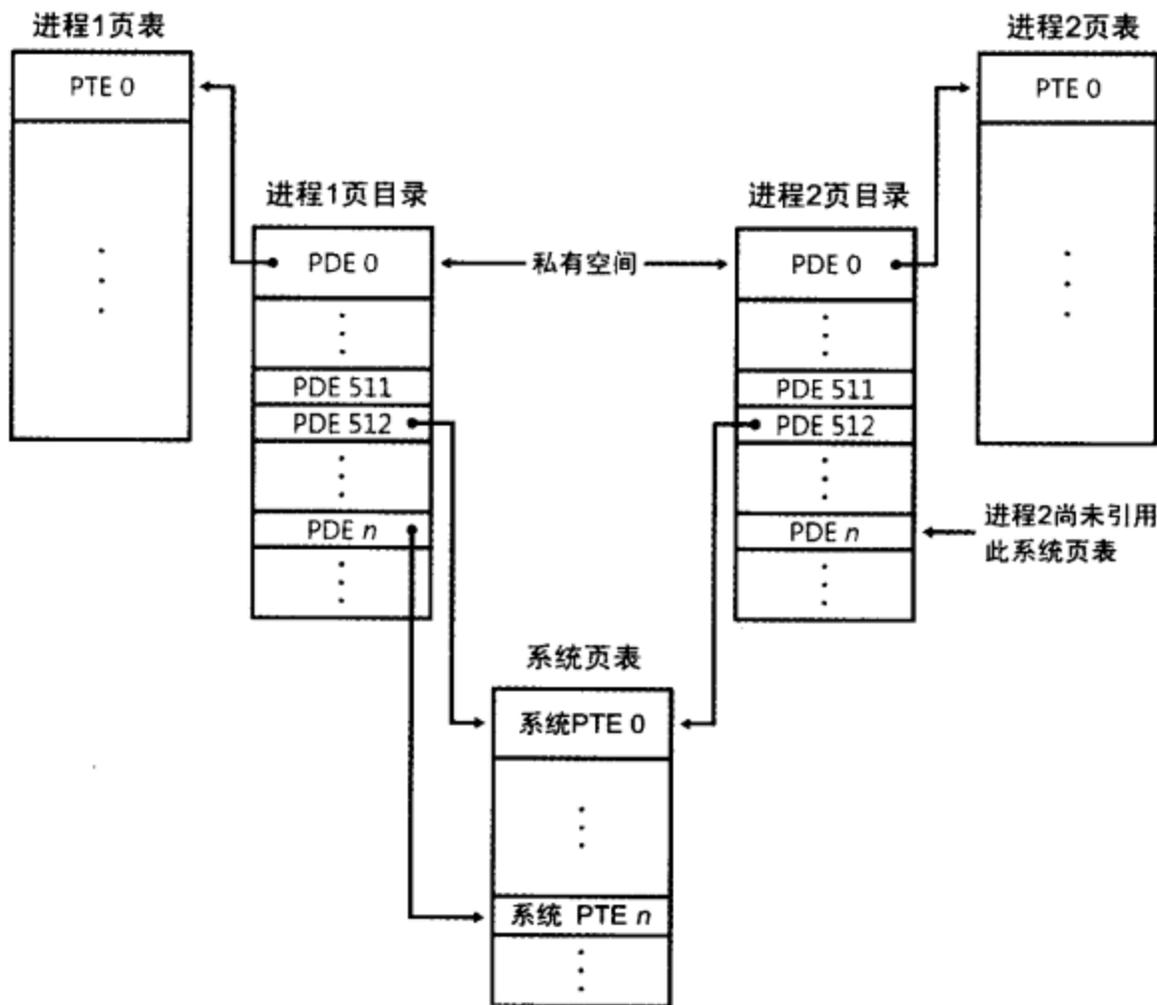 进程1页表
进程2页表
PTE 0
PTE 0
进程1页目录
进程2页目录
PDE 0
私有空间
PDE 0
PDE 511
PDE 511
PDE 512
PDE 512
PDE n
PDE n
进程2尚未引用
此系统页表
系统页表
系统PTE 0
系统 PTE n